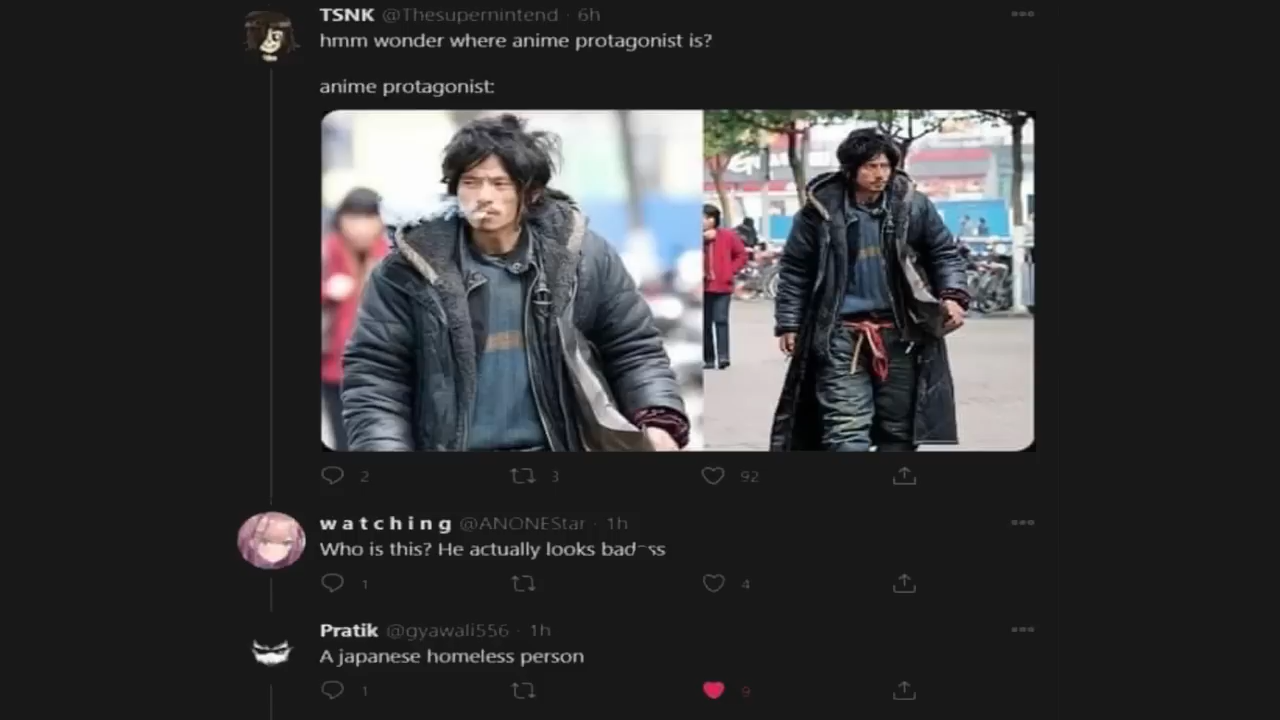 TSNK @Thesupernintend · 6h
hmm wonder where anime protagonist is?
anime protagonist:
2 3 92
w a t c h i n g @ANONEStar · 1h
Who is this? He actually looks
1 4
Pratik @gyawali556 · 1h
A japanese homeless person
1 9